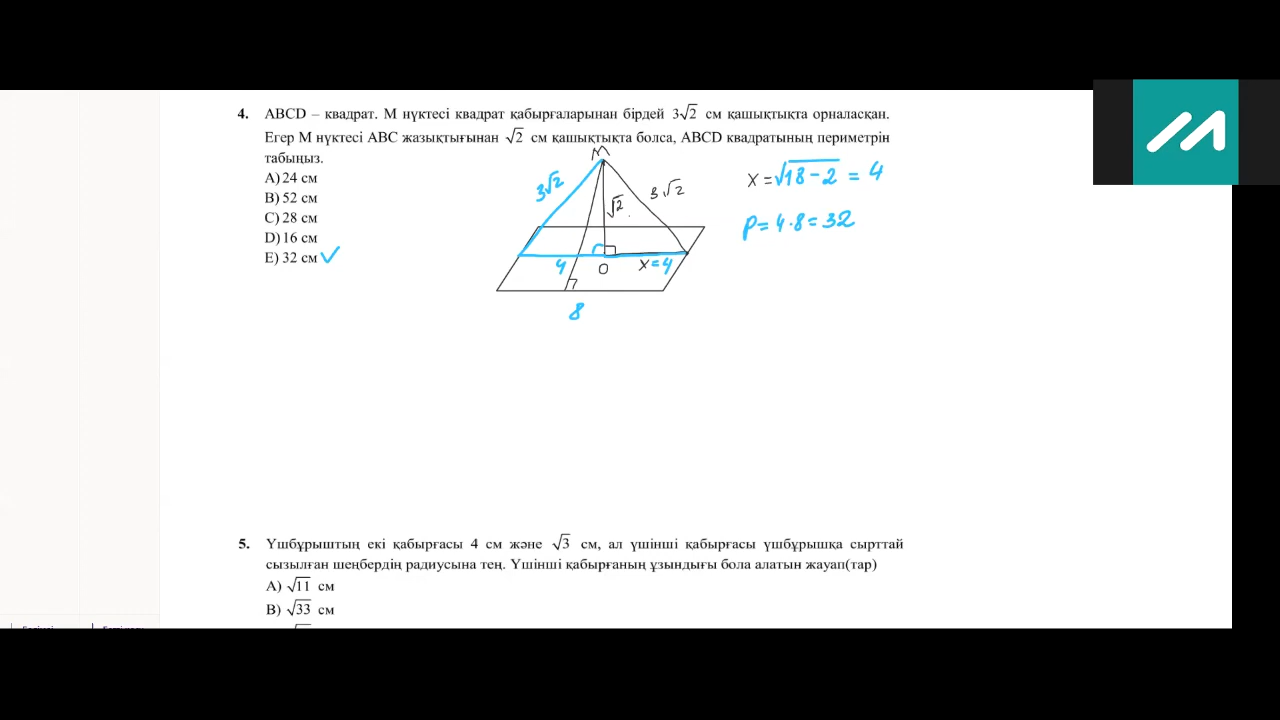 4. ABCD – квадрат. М нүктесі квадрат қабырғаларынан бірдей 3√2 см қашықтықта орналасқан.
Егер М нүктесі АВС жазықтығынан √2 см қашықтықта болса, ABCD квадратының периметрін
табыңыз.
A) 24 см
B) 52 см
C) 28 см
D) 16 см
E) 32 см
M
3√2
3√2
√2
4
O
x=4
8
x = √18-2 = 4
P = 4·8 = 32
5. Үшбұрыштың екі қабырғасы 4 см және √3 см, ал үшінші қабырғасы үшбұрышқа сырттай
сызылған шеңбердің радиусына тең. Үшінші қабырғаның ұзындығы бола алатын жауап(тар)
A) √11 см
B) √33 см